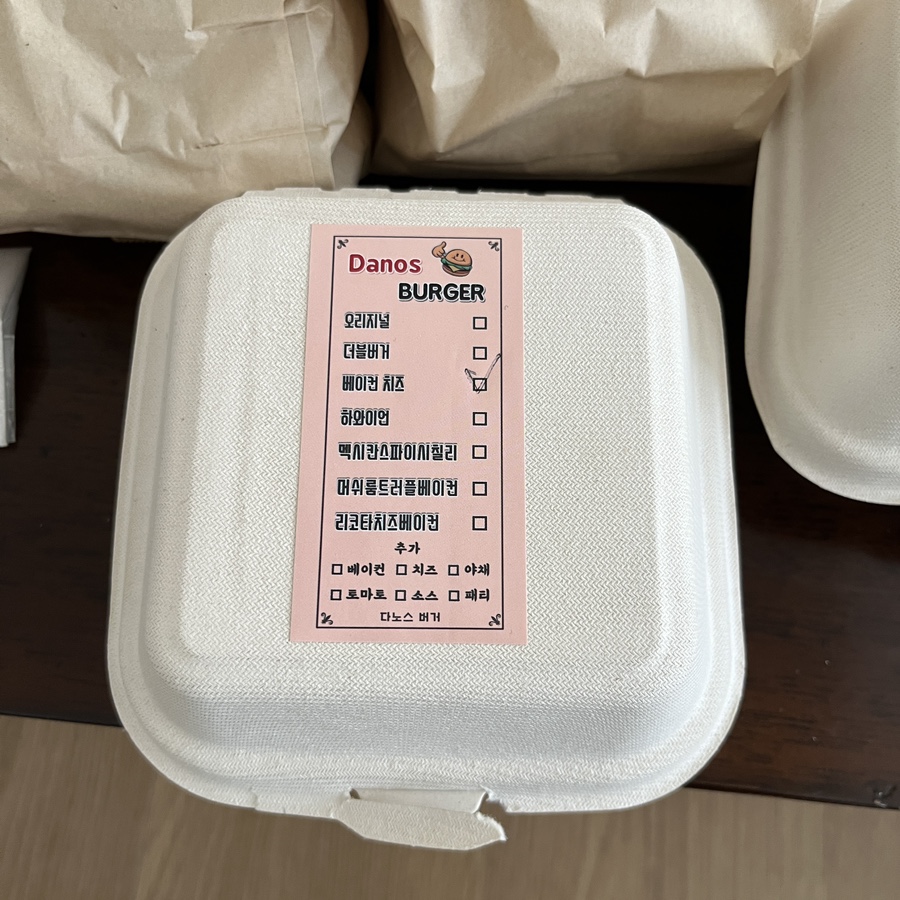 Danos
BURGER
오리지널
더블버거
베이컨 치즈
하와이언
멕시칸스파이시칠리
머쉬룸트러플베이컨
리코타치즈베이컨
추가
베이컨 치즈 야채
토마토 소스 패티
다노스 버거